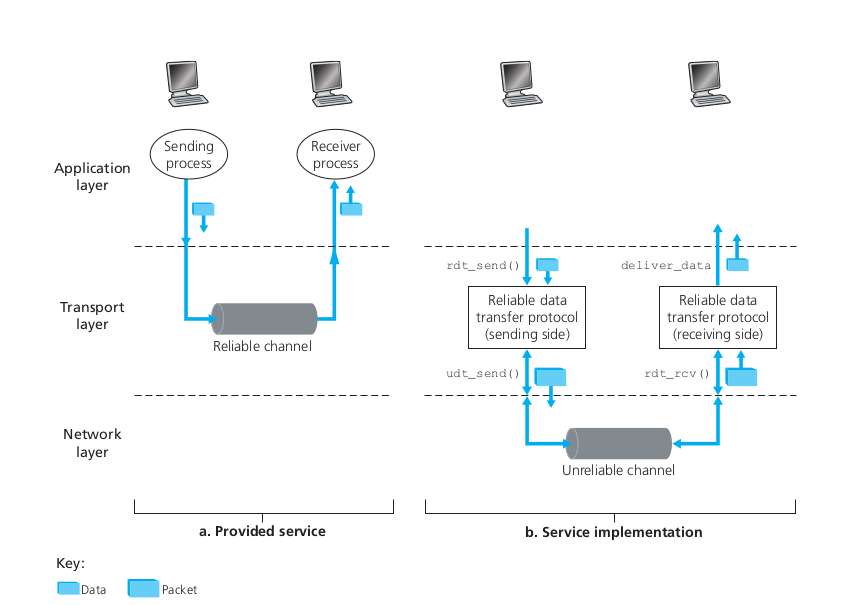 Sending
process
Receiver
process
Application
layer
rdt_send()
deliver_data
Transport
layer
Reliable channel
Reliable data
transfer protocol
(sending side)
Reliable data
transfer protocol
(receiving side)
udt_send()
rdt_rcv()
Network
layer
Unreliable channel
a. Provided service
b. Service implementation
Key:
Data
Packet